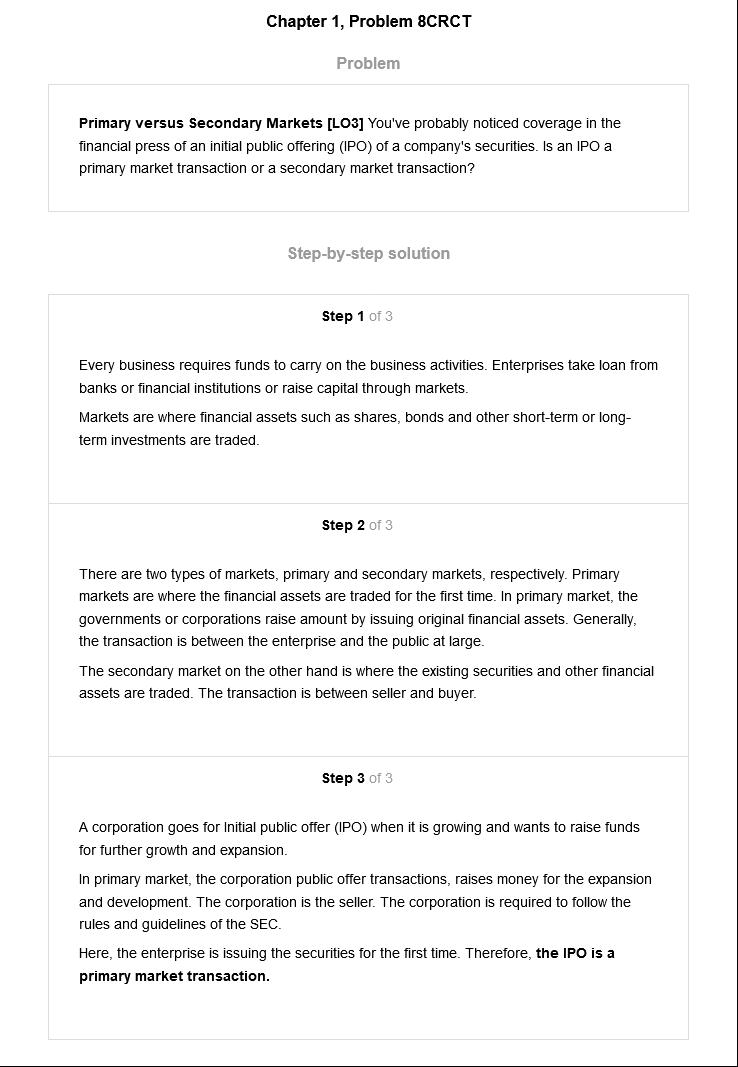 Chapter 1, Problem 8CRCT
Problem
Primary versus Secondary Markets [LO3] You've probably noticed coverage in the
financial press of an initial public offering (IPO) of a company's securities. Is an IPO a
primary market transaction or a secondary market transaction?
Step-by-step solution
Step 1 of 3
Every business requires funds to carry on the business activities. Enterprises take loan from
banks or financial institutions or raise capital through markets.
Markets are where financial assets such as shares, bonds and other short-term or long-
term investments are traded.
Step 2 of 3
There are two types of markets, primary and secondary markets, respectively. Primary
markets are where the financial assets are traded for the first time. In primary market, the
governments or corporations raise amount by issuing original financial assets. Generally,
the transaction is between the enterprise and the public at large.
The secondary market on the other hand is where the existing securities and other financial
assets are traded. The transaction is between seller and buyer.
Step 3 of 3
A corporation goes for Initial public offer (IPO) when it is growing and wants to raise funds
for further growth and expansion.
In primary market, the corporation public offer transactions, raises money for the expansion
and development. The corporation is the seller. The corporation is required to follow the
rules and guidelines of the SEC.
Here, the enterprise is issuing the securities for the first time. Therefore, the IPO is a
primary market transaction.